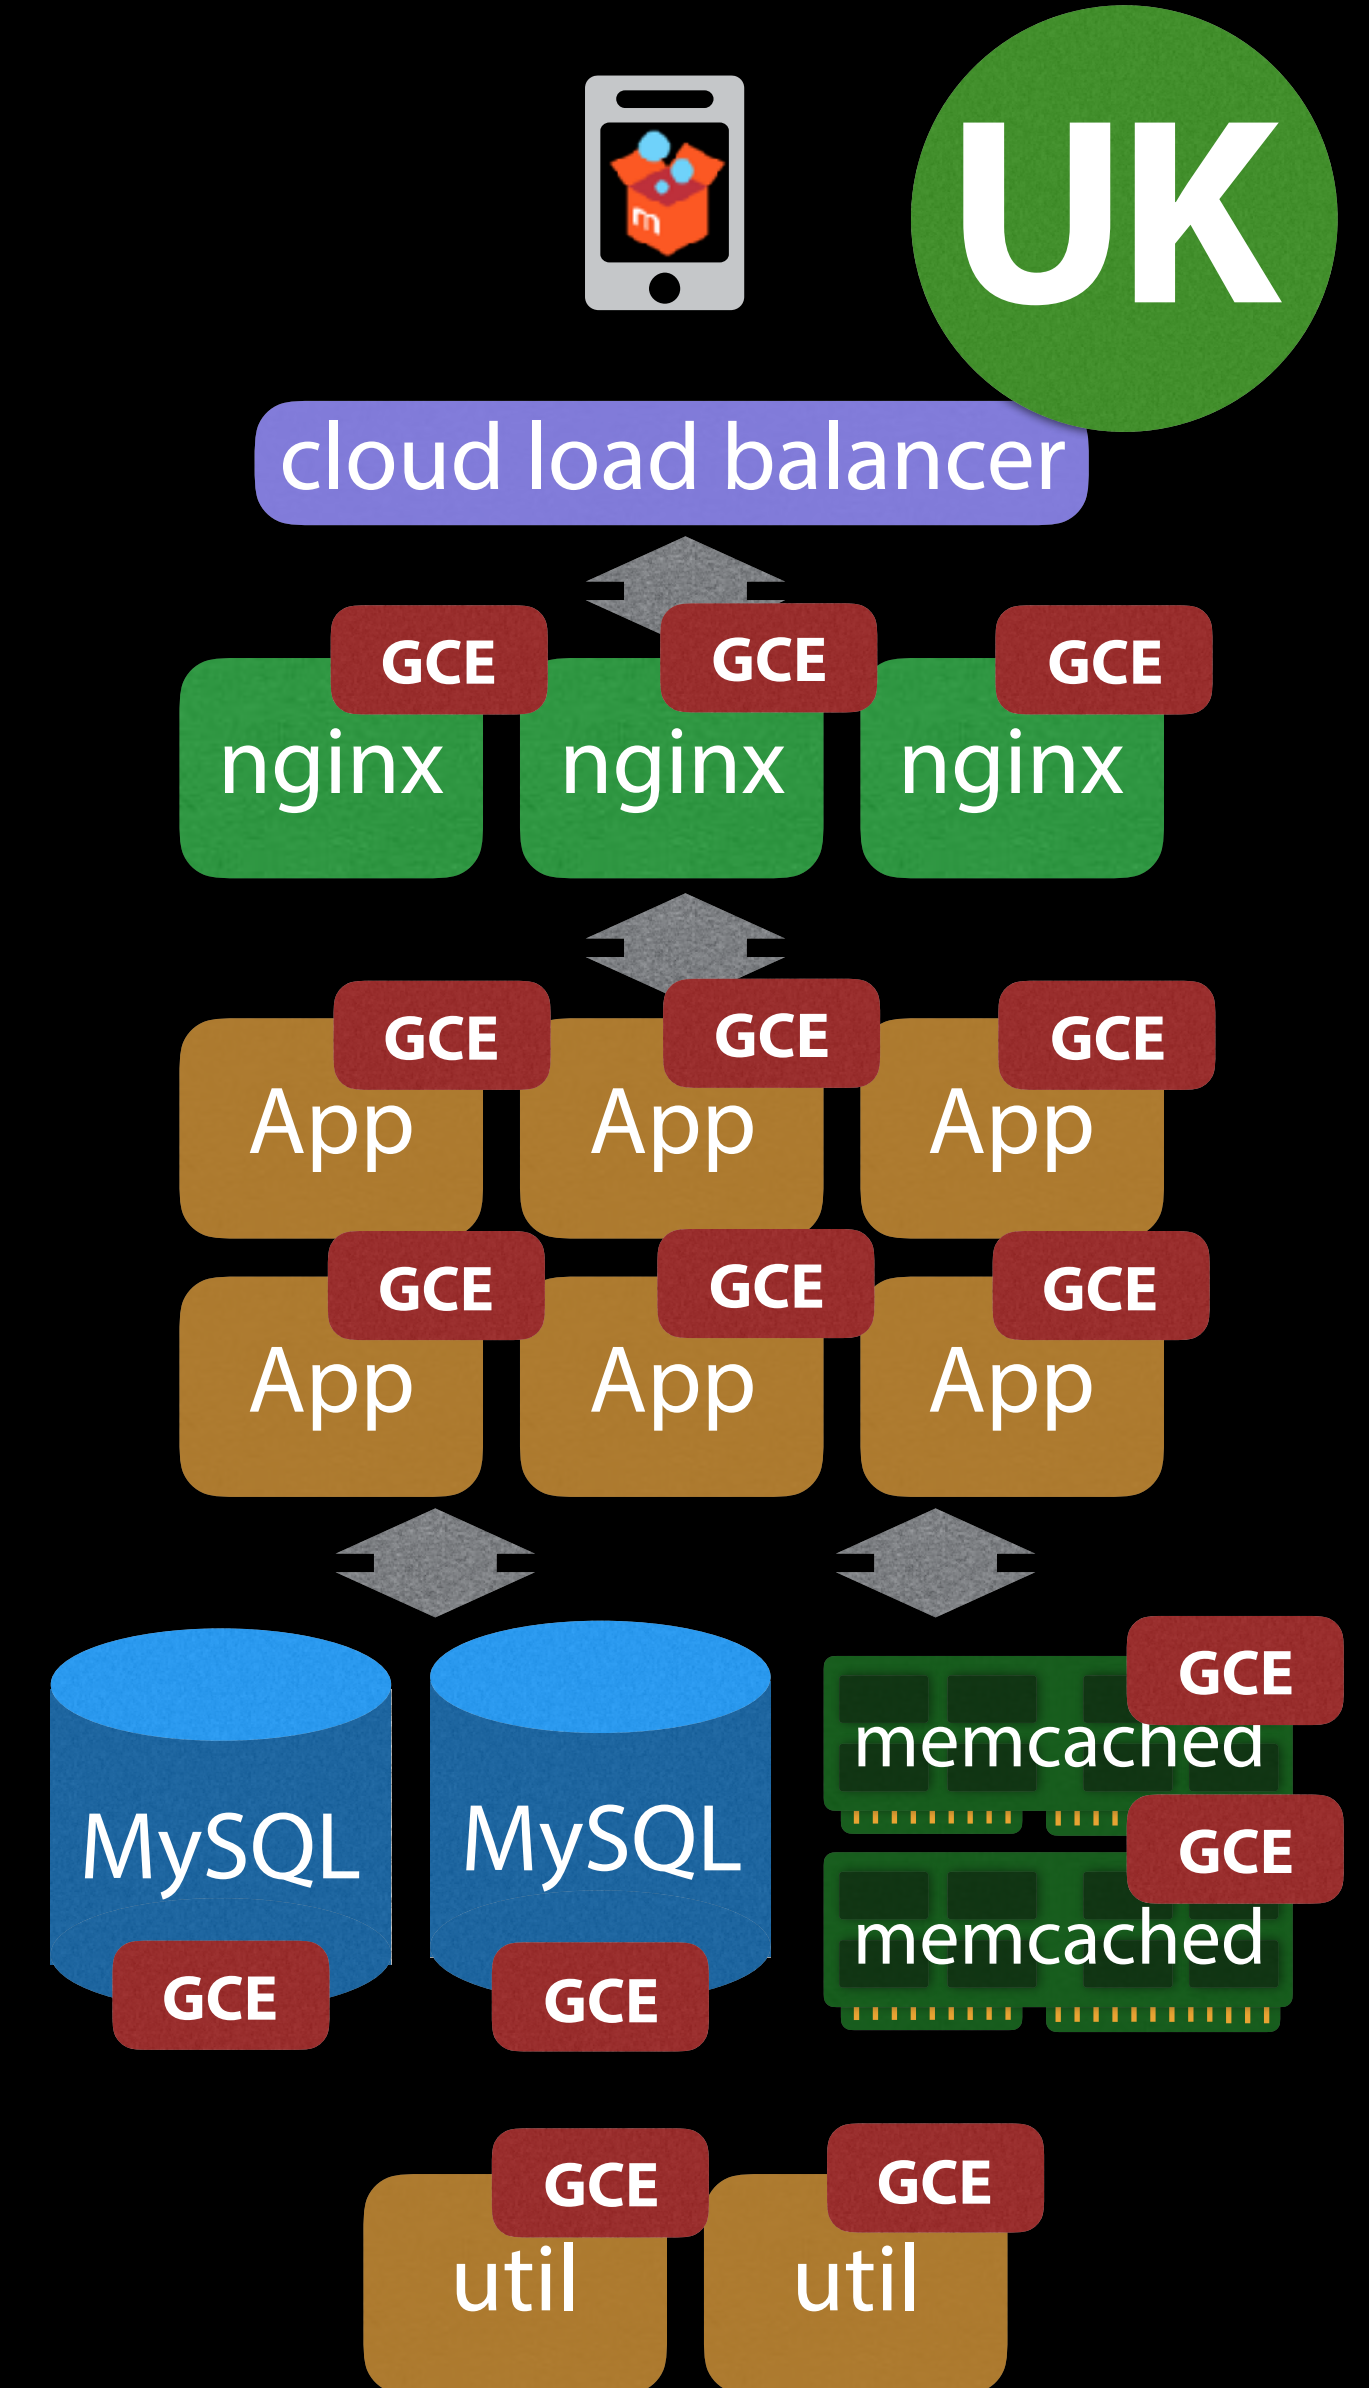 UK
m
cloud load balancer
GCE GCE GCE
nginx nginx nginx
GCE GCE GCE
App App App
GCE GCE GCE
App App App
GCE
memcached
MySQL MySQL
GCE
memcached
GCE GCE
GCE GCE
util util